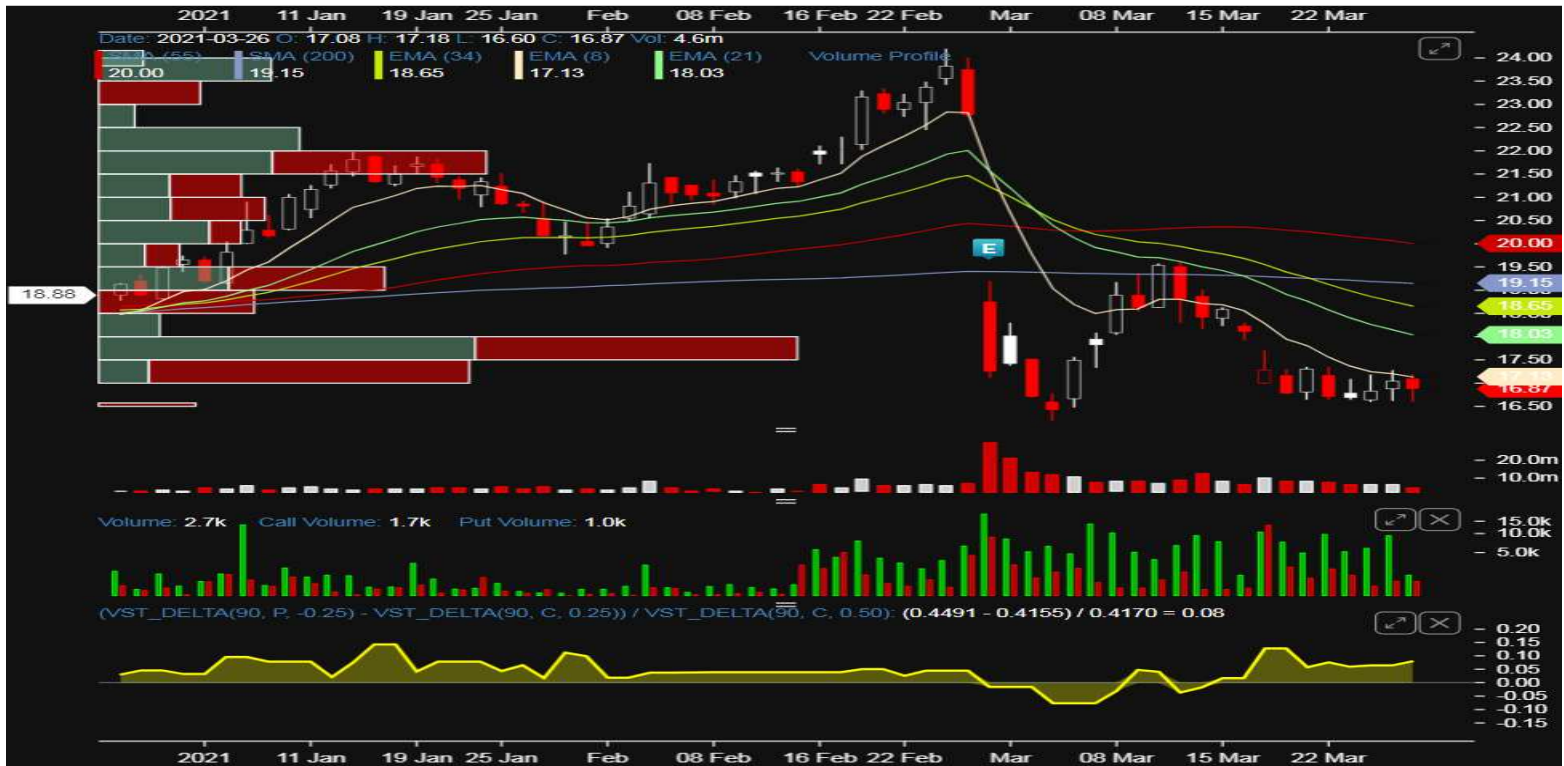 2021 11 Jan 19 Jan 25 Jan Feb 08 Feb 16 Feb 22 Feb Mar 08 Mar 15 Mar 22 Mar
Date: 2021-03-26 O: 17.08 H: 17.18 L: 16.60 C: 16.87 Vol: 4.6m
SMA (55) SMA (200) EMA (34) EMA (8) EMA (21) Volume Profile
20.00 19.15 18.65 17.13 18.03
24.00
23.50
23.00
22.50
22.00
21.50
21.00
20.50
20.00
E
19.50
19.15
18.88
18.65
18.03
17.50
17.13
16.87
16.50
20.0m
10.0m
Volume: 2.7k Call Volume: 1.7k Put Volume: 1.0k
15.0k
10.0k
5.0k
(VST_DELTA(90, P, -0.25) - VST_DELTA(90, C, 0.25)) / VST_DELTA(90, C, 0.50): (0.4491 - 0.4155) / 0.4170 = 0.08
0.20
0.15
0.10
0.05
0.00
-0.05
-0.10
-0.15
2021 11 Jan 19 Jan 25 Jan Feb 08 Feb 16 Feb 22 Feb Mar 08 Mar 15 Mar 22 Mar